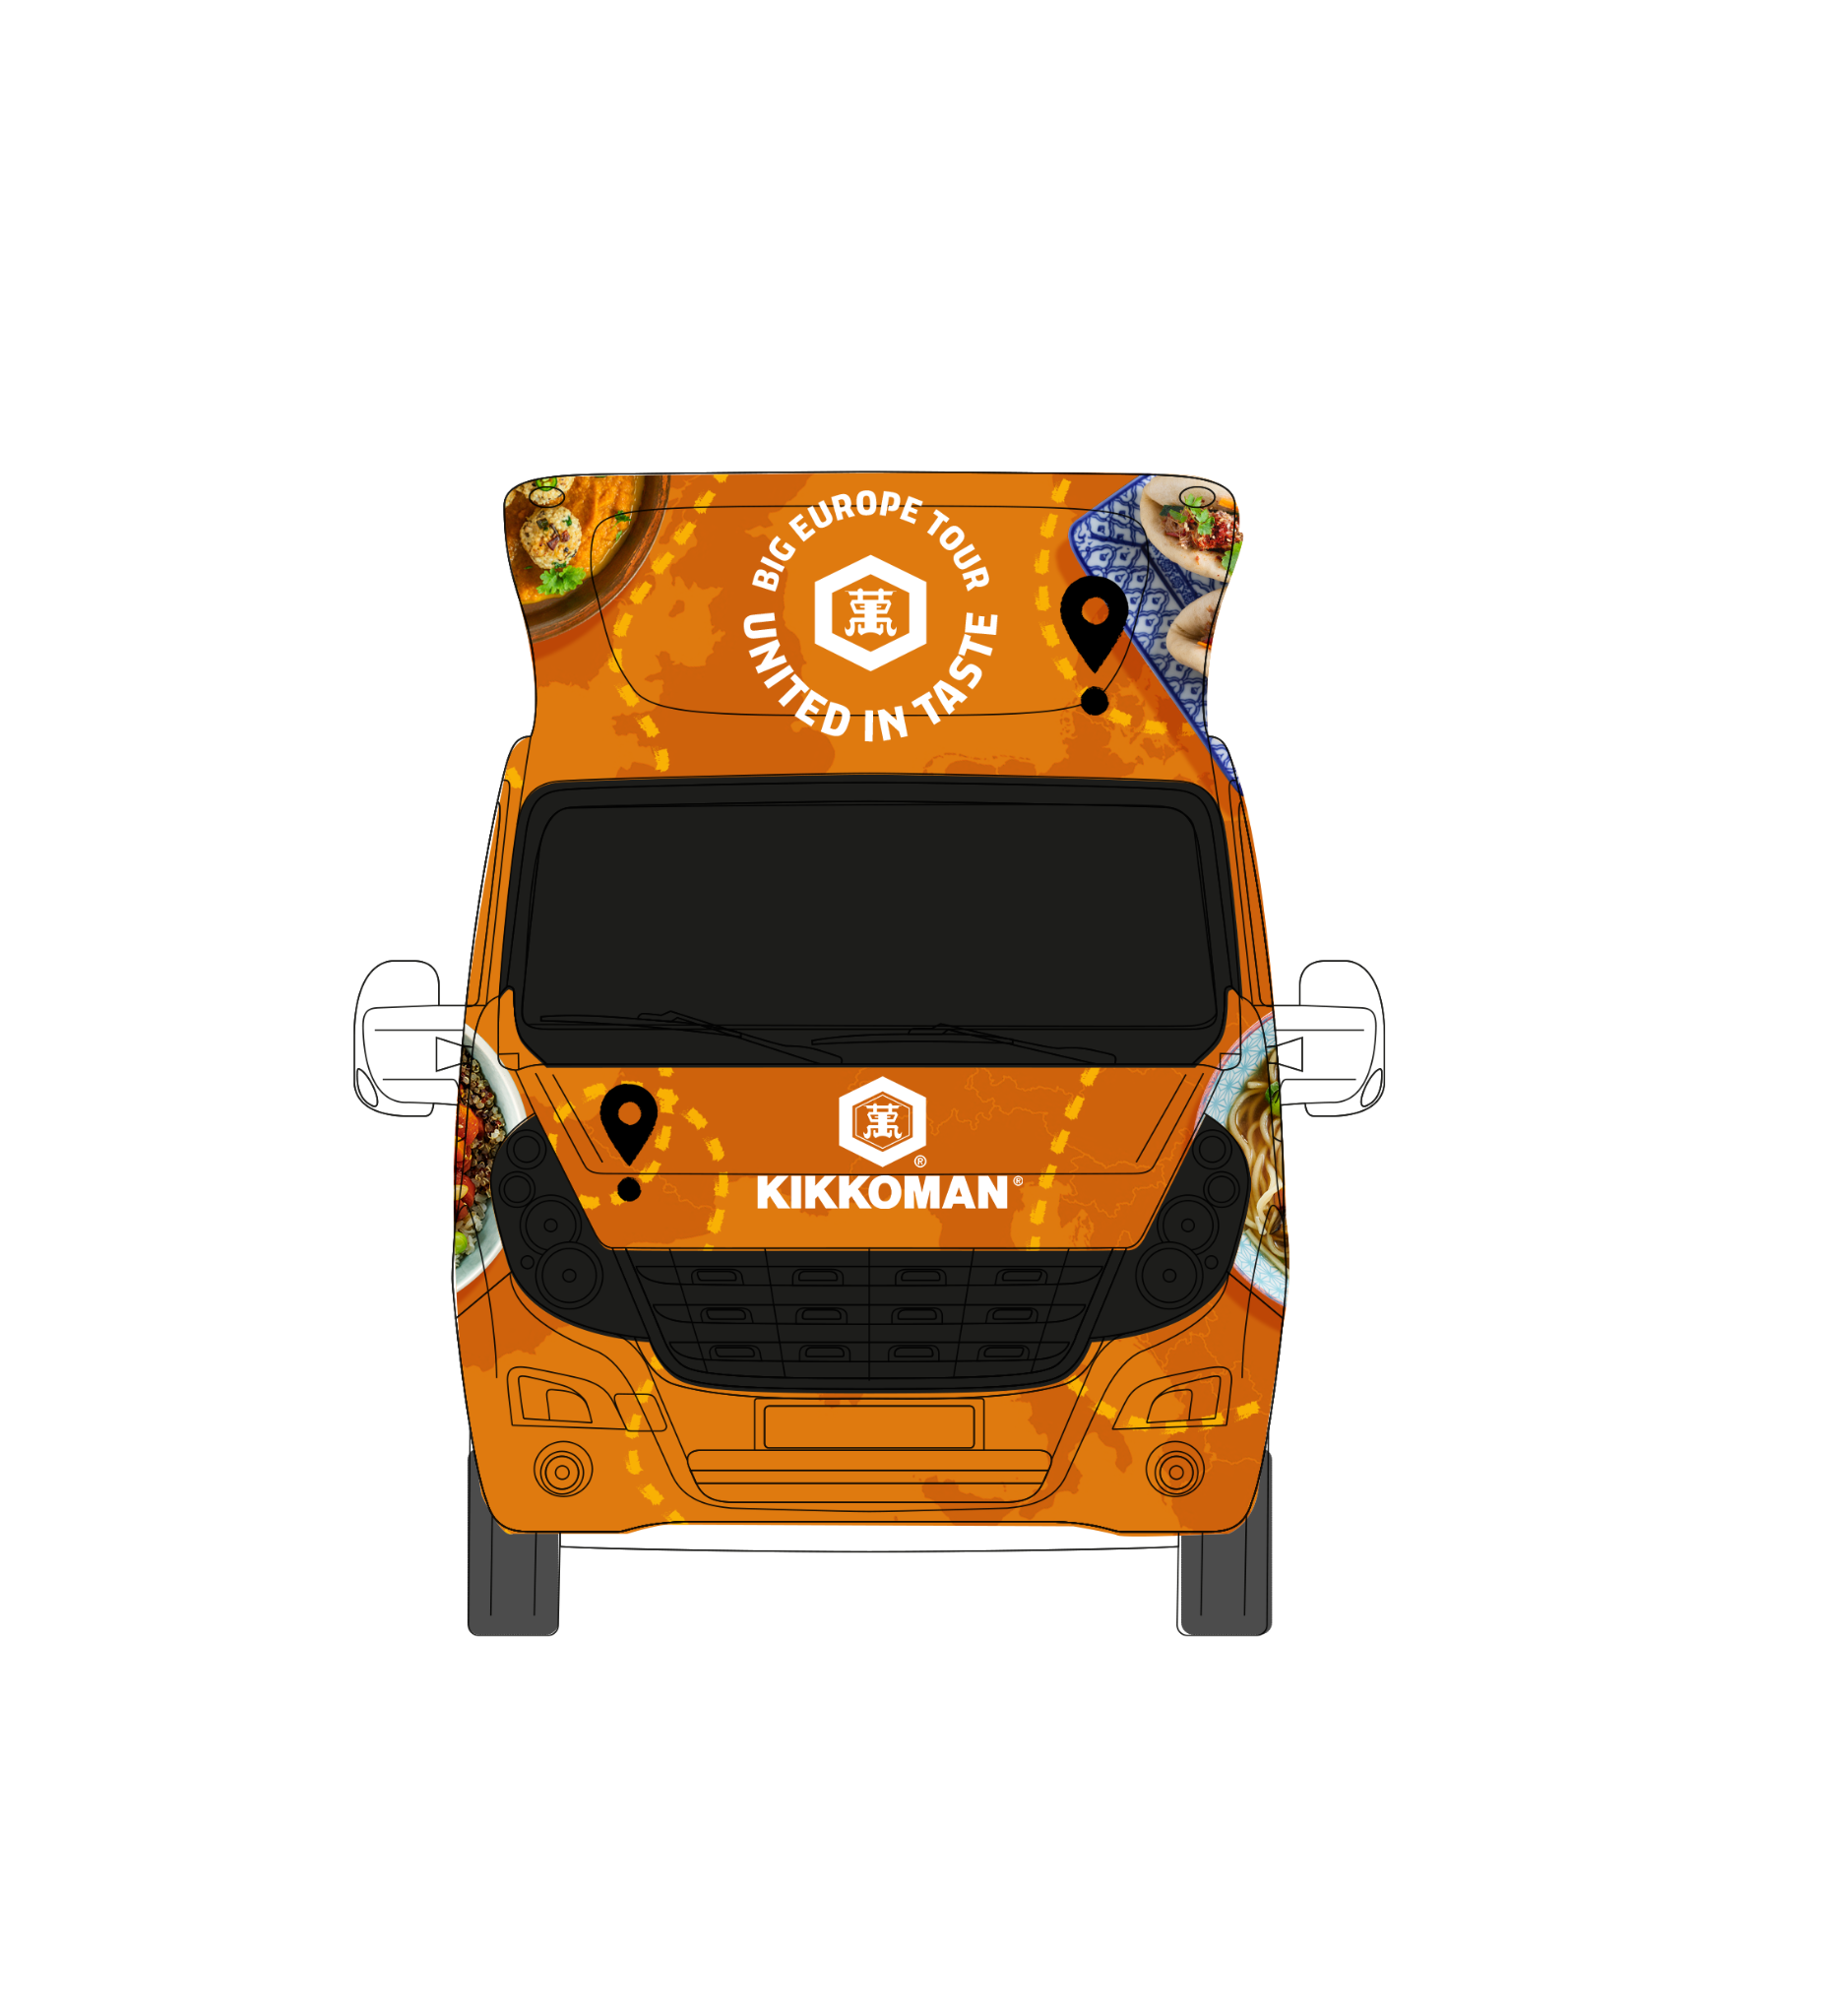 BIG EUROPE TOUR
萬
UNITED IN TASTE
萬
®
KIKKOMAN®